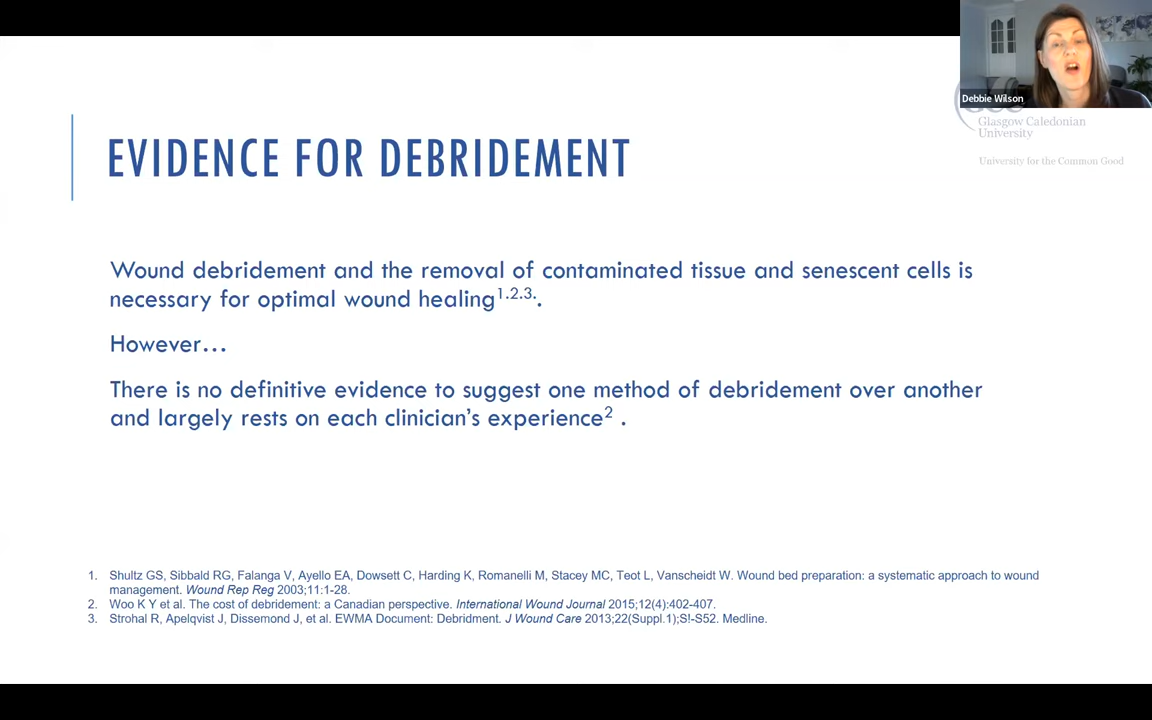 Debbie Wilson
Glasgow Caledonian
University
University for the Common Good
EVIDENCE FOR DEBRIDEMENT
Wound debridement and the removal of contaminated tissue and senescent cells is
necessary for optimal wound healing1.2.3..
However...
There is no definitive evidence to suggest one method of debridement over another
and largely rests on each clinician's experience2 .
1. Shultz GS, Sibbald RG, Falanga V, Ayello EA, Dowsett C, Harding K, Romanelli M, Stacey MC, Teot L, Vanscheidt W. Wound bed preparation: a systematic approach to wound
management. Wound Rep Reg 2003;11:1-28.
2. Woo K Y et al. The cost of debridement: a Canadian perspective. International Wound Journal 2015;12(4):402-407.
3. Strohal R, Apelqvist J, Dissemond J, et al. EWMA Document: Debridment. J Wound Care 2013;22(Suppl.1);S!-S52. Medline.